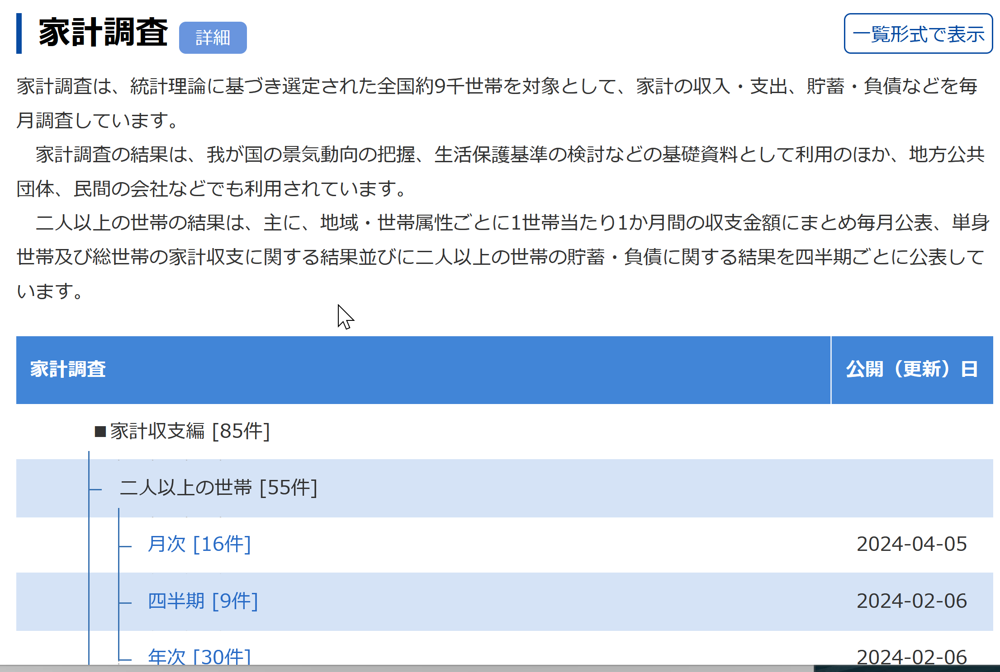 家計調査 詳細 一覧形式で表示
家計調査は、統計理論に基づき選定された全国約9千世帯を対象として、家計の収入・支出、貯蓄・負債などを毎
月調査しています。
　家計調査の結果は、我が国の景気動向の把握、生活保護基準の検討などの基礎資料として利用のほか、地方公共
団体、民間の会社などでも利用されています。
　二人以上の世帯の結果は、主に、地域・世帯属性ごとに1世帯当たり1か月間の収支金額にまとめ毎月公表、単身
世帯及び総世帯の家計収支に関する結果並びに二人以上の世帯の貯蓄・負債に関する結果を四半期ごとに公表して
います。
家計調査 公開（更新）日
■家計収支編 [85件]
二人以上の世帯 [55件]
月次 [16件] 2024-04-05
四半期 [9件] 2024-02-06
年次 [30件] 2024-02-06